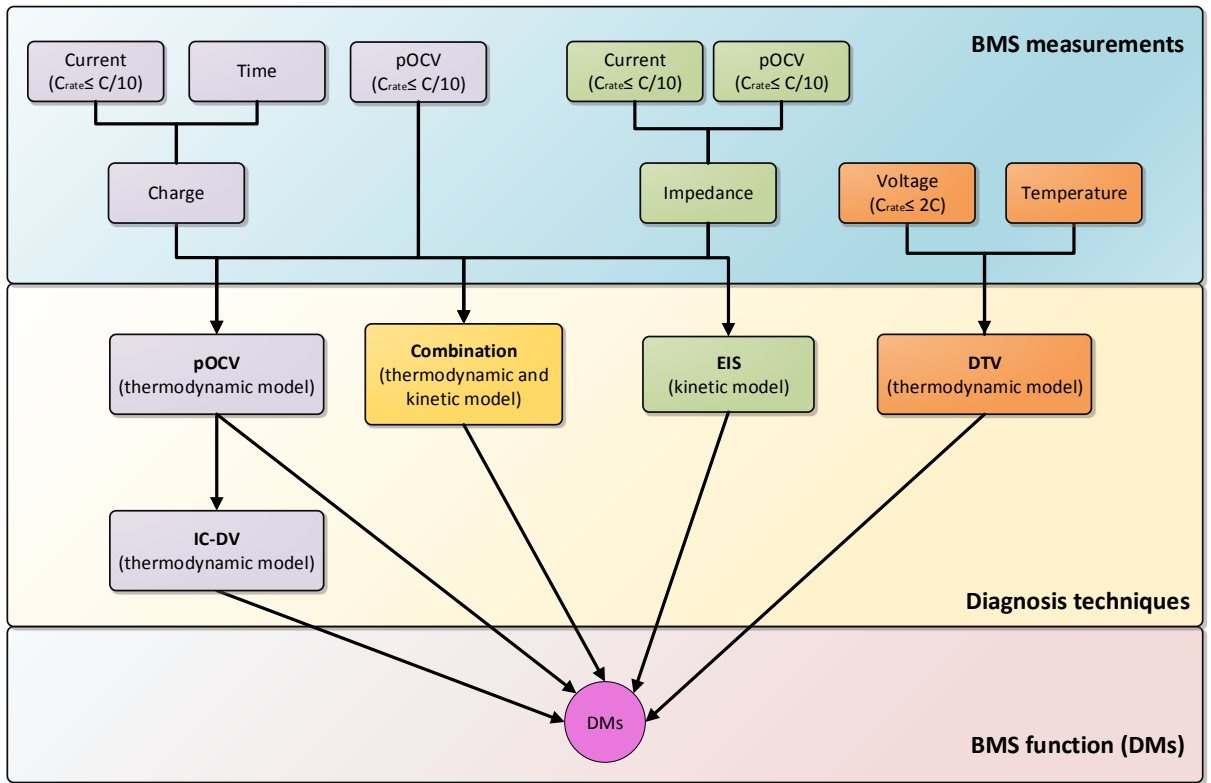 BMS measurements
Current
(Crate≤ C/10)
Time
pOCV
(Crate≤ C/10)
Current
(Crate≤ C/10)
pOCV
(Crate≤ C/10)
Charge
Impedance
Voltage
(Crate≤ 2C)
Temperature
pOCV
(thermodynamic model)
Combination
(thermodynamic and
kinetic model)
EIS
(kinetic model)
DTV
(thermodynamic model)
IC-DV
(thermodynamic model)
Diagnosis techniques
DMs
BMS function (DMs)